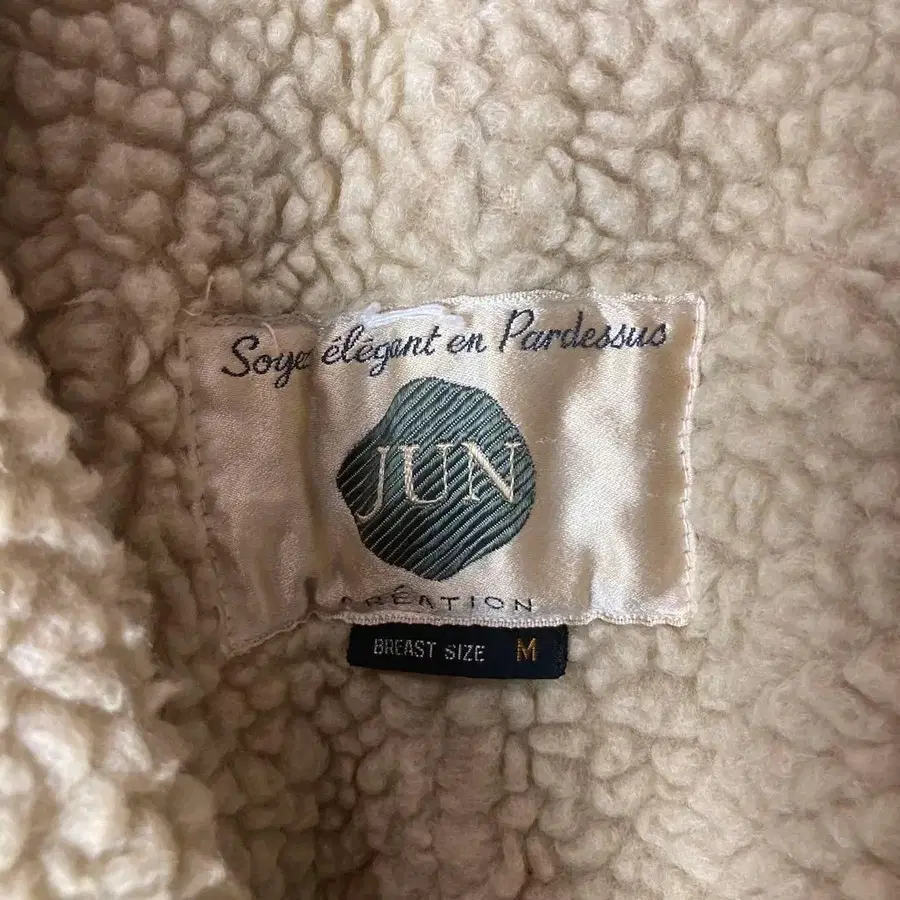 Soyez élégant en Pardessus
JUN
CRÉATION
BREAST SIZE M